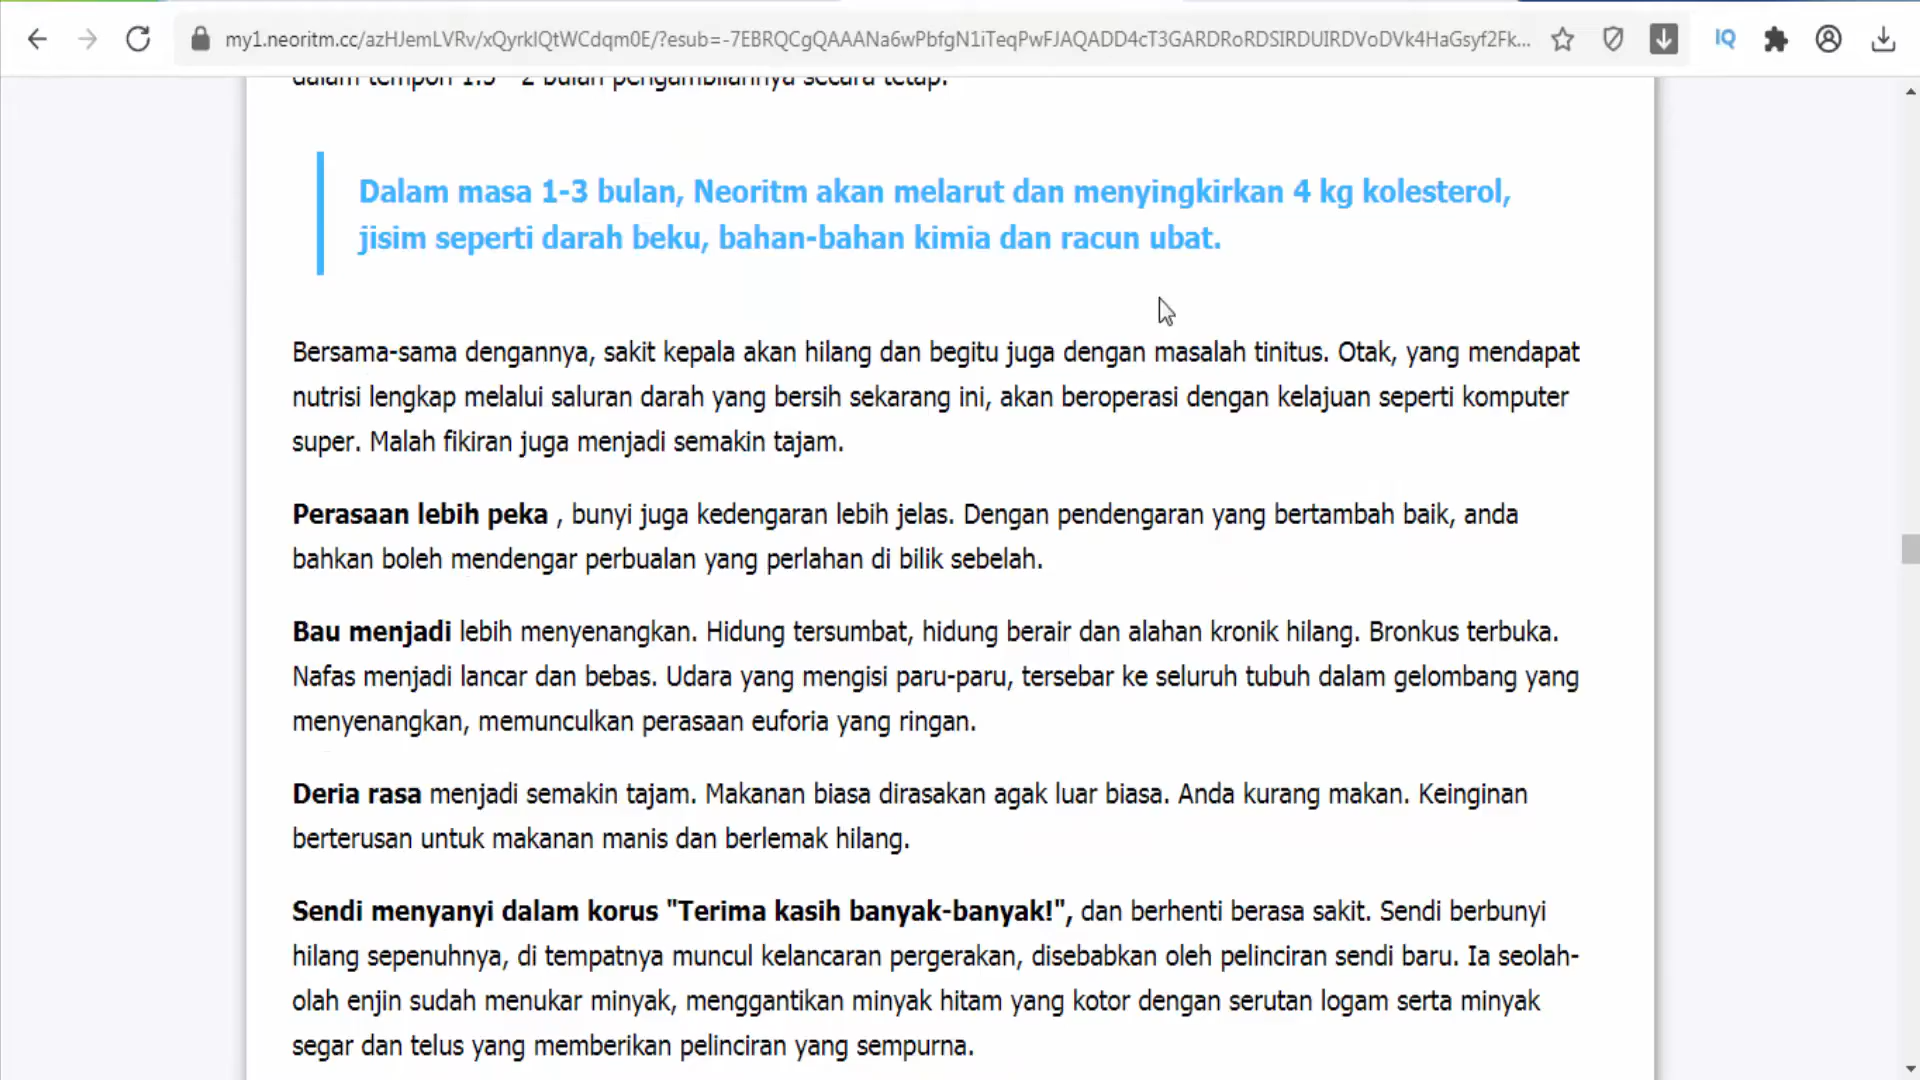 my1.neoritm.cc/azHJemLVRv/xQyrklQtWCdqm0E/?esub=-7EBRQCgQAAANa6wPbfgN1iTeqPwFJAQADD4cT3GARDRoRDSIRDUIRDVoDVk4HaGsyf2Fk...
IQ
dalam tempoh 1.5 - 2 bulan pengambilannya secara tetap.
Dalam masa 1-3 bulan, Neoritm akan melarut dan menyingkirkan 4 kg kolesterol,
jisim seperti darah beku, bahan-bahan kimia dan racun ubat.
Bersama-sama dengannya, sakit kepala akan hilang dan begitu juga dengan masalah tinitus. Otak, yang mendapat
nutrisi lengkap melalui saluran darah yang bersih sekarang ini, akan beroperasi dengan kelajuan seperti komputer
super. Malah fikiran juga menjadi semakin tajam.
Perasaan lebih peka , bunyi juga kedengaran lebih jelas. Dengan pendengaran yang bertambah baik, anda
bahkan boleh mendengar perbualan yang perlahan di bilik sebelah.
Bau menjadi lebih menyenangkan. Hidung tersumbat, hidung berair dan alahan kronik hilang. Bronkus terbuka.
Nafas menjadi lancar dan bebas. Udara yang mengisi paru-paru, tersebar ke seluruh tubuh dalam gelombang yang
menyenangkan, memunculkan perasaan euforia yang ringan.
Deria rasa menjadi semakin tajam. Makanan biasa dirasakan agak luar biasa. Anda kurang makan. Keinginan
berterusan untuk makanan manis dan berlemak hilang.
Sendi menyanyi dalam korus "Terima kasih banyak-banyak!", dan berhenti berasa sakit. Sendi berbunyi
hilang sepenuhnya, di tempatnya muncul kelancaran pergerakan, disebabkan oleh pelinciran sendi baru. Ia seolah-
olah enjin sudah menukar minyak, menggantikan minyak hitam yang kotor dengan serutan logam serta minyak
segar dan telus yang memberikan pelinciran yang sempurna.